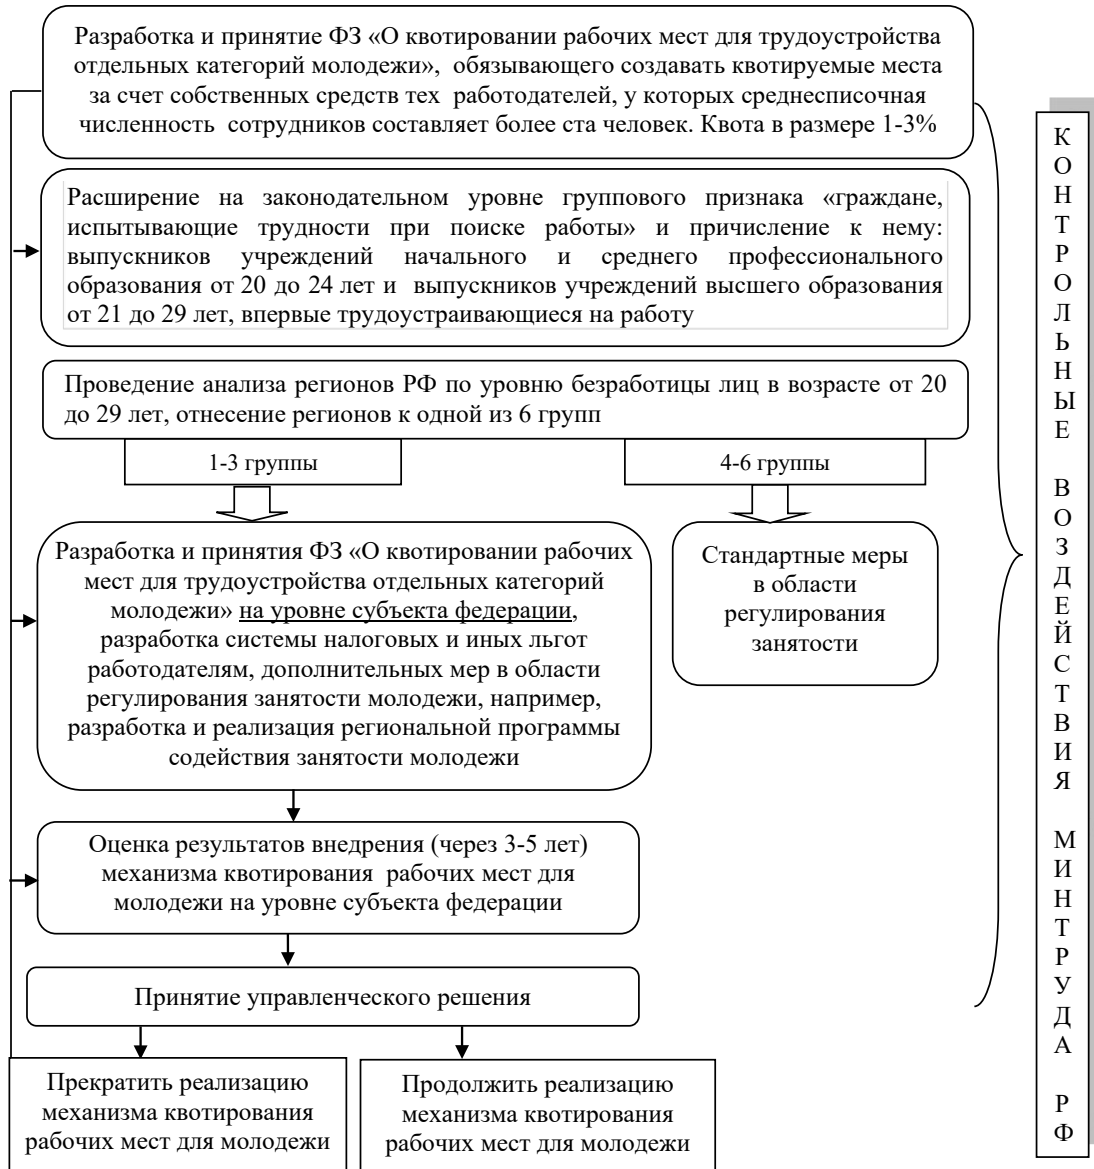 Разработка и принятие ФЗ «О квотировании рабочих мест для трудоустройства
отдельных категорий молодежи», обязывающего создавать квотируемые места
за счет собственных средств тех работодателей, у которых среднесписочная
численность сотрудников составляет более ста человек. Квота в размере 1-3%
Расширение на законодательном уровне группового признака «граждане,
испытывающие трудности при поиске работы» и причисление к нему:
выпускников учреждений начального и среднего профессионального
образования от 20 до 24 лет и выпускников учреждений высшего образования
от 21 до 29 лет, впервые трудоустраивающиеся на работу
Проведение анализа регионов РФ по уровню безработицы лиц в возрасте от 20
до 29 лет, отнесение регионов к одной из 6 групп
1-3 группы
4-6 группы
Разработка и принятия ФЗ «О квотировании рабочих
мест для трудоустройства отдельных категорий
молодежи» на уровне субъекта федерации,
разработка системы налоговых и иных льгот
работодателям, дополнительных мер в области
регулирования занятости молодежи, например,
разработка и реализация региональной программы
содействия занятости молодежи
Стандартные меры
в области
регулирования
занятости
Оценка результатов внедрения (через 3-5 лет)
механизма квотирования рабочих мест для
молодежи на уровне субъекта федерации
Принятие управленческого решения
Прекратить реализацию
механизма квотирования
рабочих мест для молодежи
Продолжить реализацию
механизма квотирования
рабочих мест для молодежи
КОНТРОЛЬНЫЕ ВОЗДЕЙСТВИЯ МИНТРУДА РФ